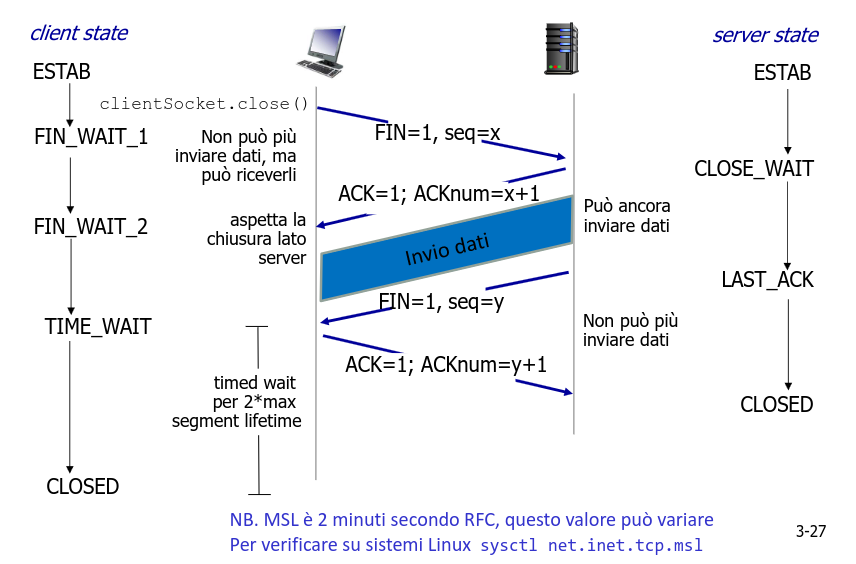 client state
server state
ESTAB
ESTAB
clientSocket.close()
FIN_WAIT_1
FIN=1, seq=x
Non può più
inviare dati, ma
può riceverli
CLOSE_WAIT
ACK=1; ACKnum=x+1
FIN_WAIT_2
aspetta la
chiusura lato
server
Può ancora
inviare dati
Invio dati
LAST_ACK
FIN=1, seq=y
TIME_WAIT
Non può più
inviare dati
ACK=1; ACKnum=y+1
timed wait
per 2*max
segment lifetime
CLOSED
CLOSED
NB. MSL è 2 minuti secondo RFC, questo valore può variare
Per verificare su sistemi Linux sysctl net.inet.tcp.msl
3-27